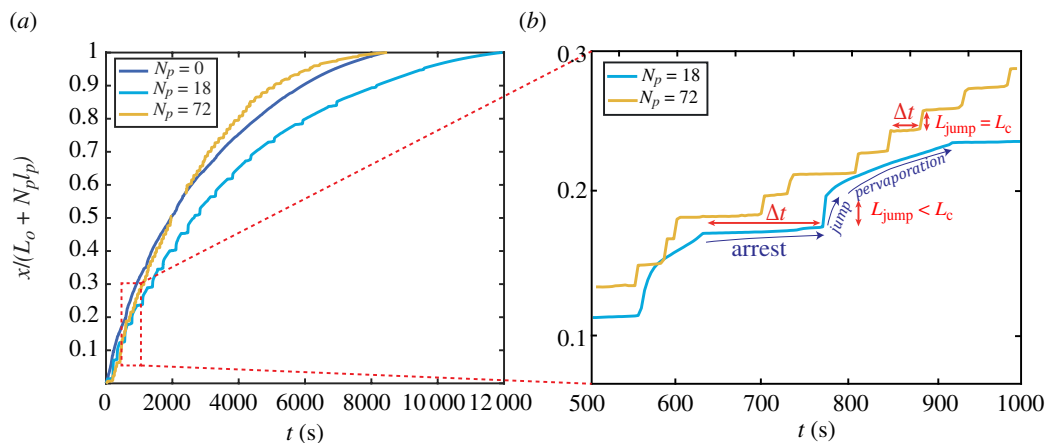 (a)
1
0.9
0.8
0.7
0.6
0.5
0.4
0.3
0.2
0.1
x/(Lo + Nplp)
Np = 0
Np = 18
Np = 72
0
2000
4000
6000
8000
10 000
12 000
t (s)
(b)
0.3
0.2
0.1
Np = 18
Np = 72
Δt
Ljump = Lc
Δt
jump
pervaporation
Ljump < Lc
arrest
500
600
700
800
900
1000
t (s)